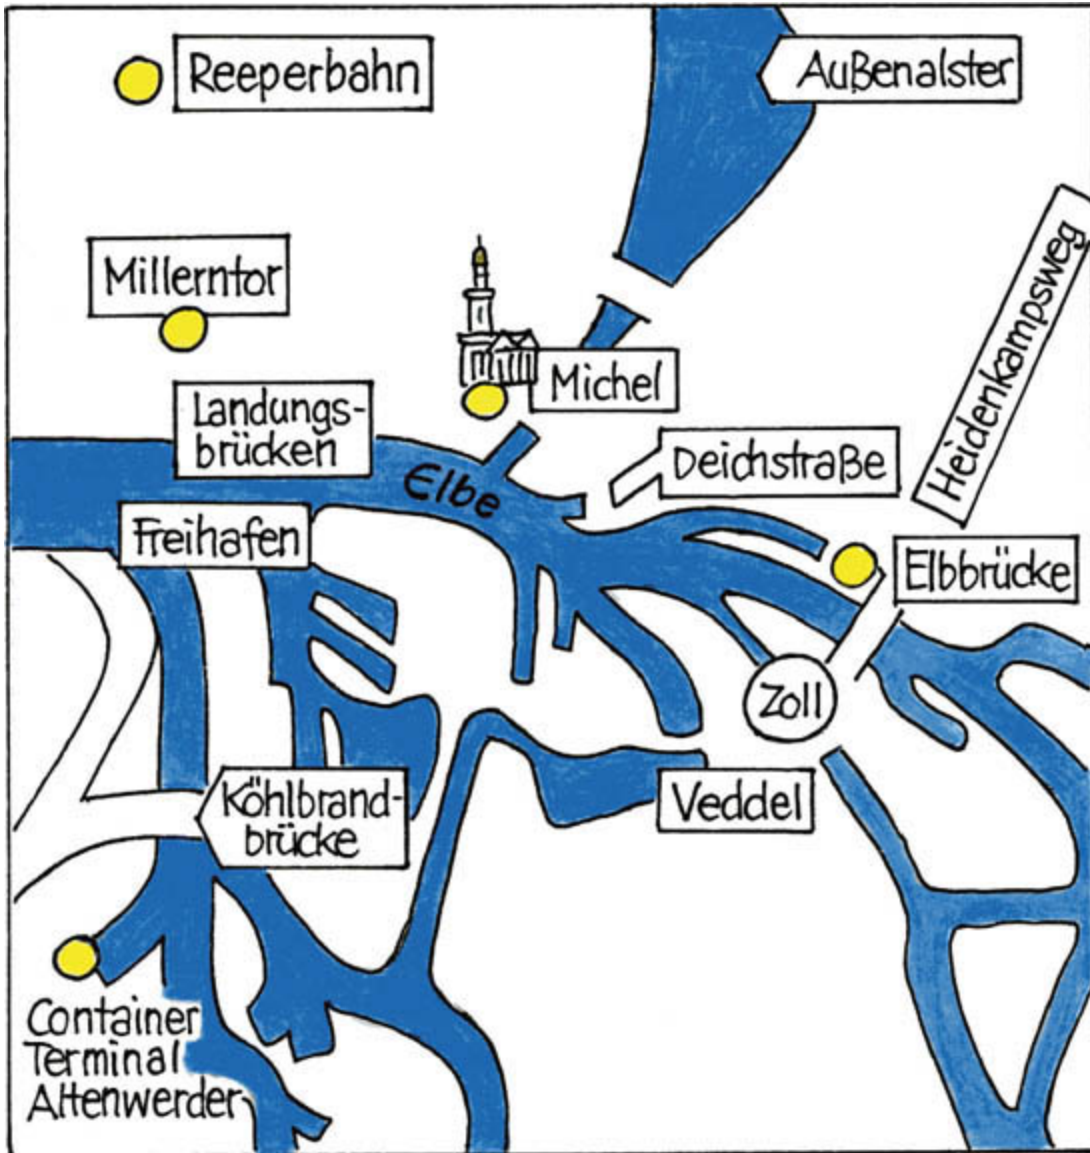 Reeperbahn
Außenalster
Millerntor
Heidenkampsweg
Michel
Landungs-
brücken
Deichstraße
Elbe
Freihafen
Elbbrücke
Zoll
Köhlbrand-
brücke
Veddel
Container
Terminal
Altenwerder